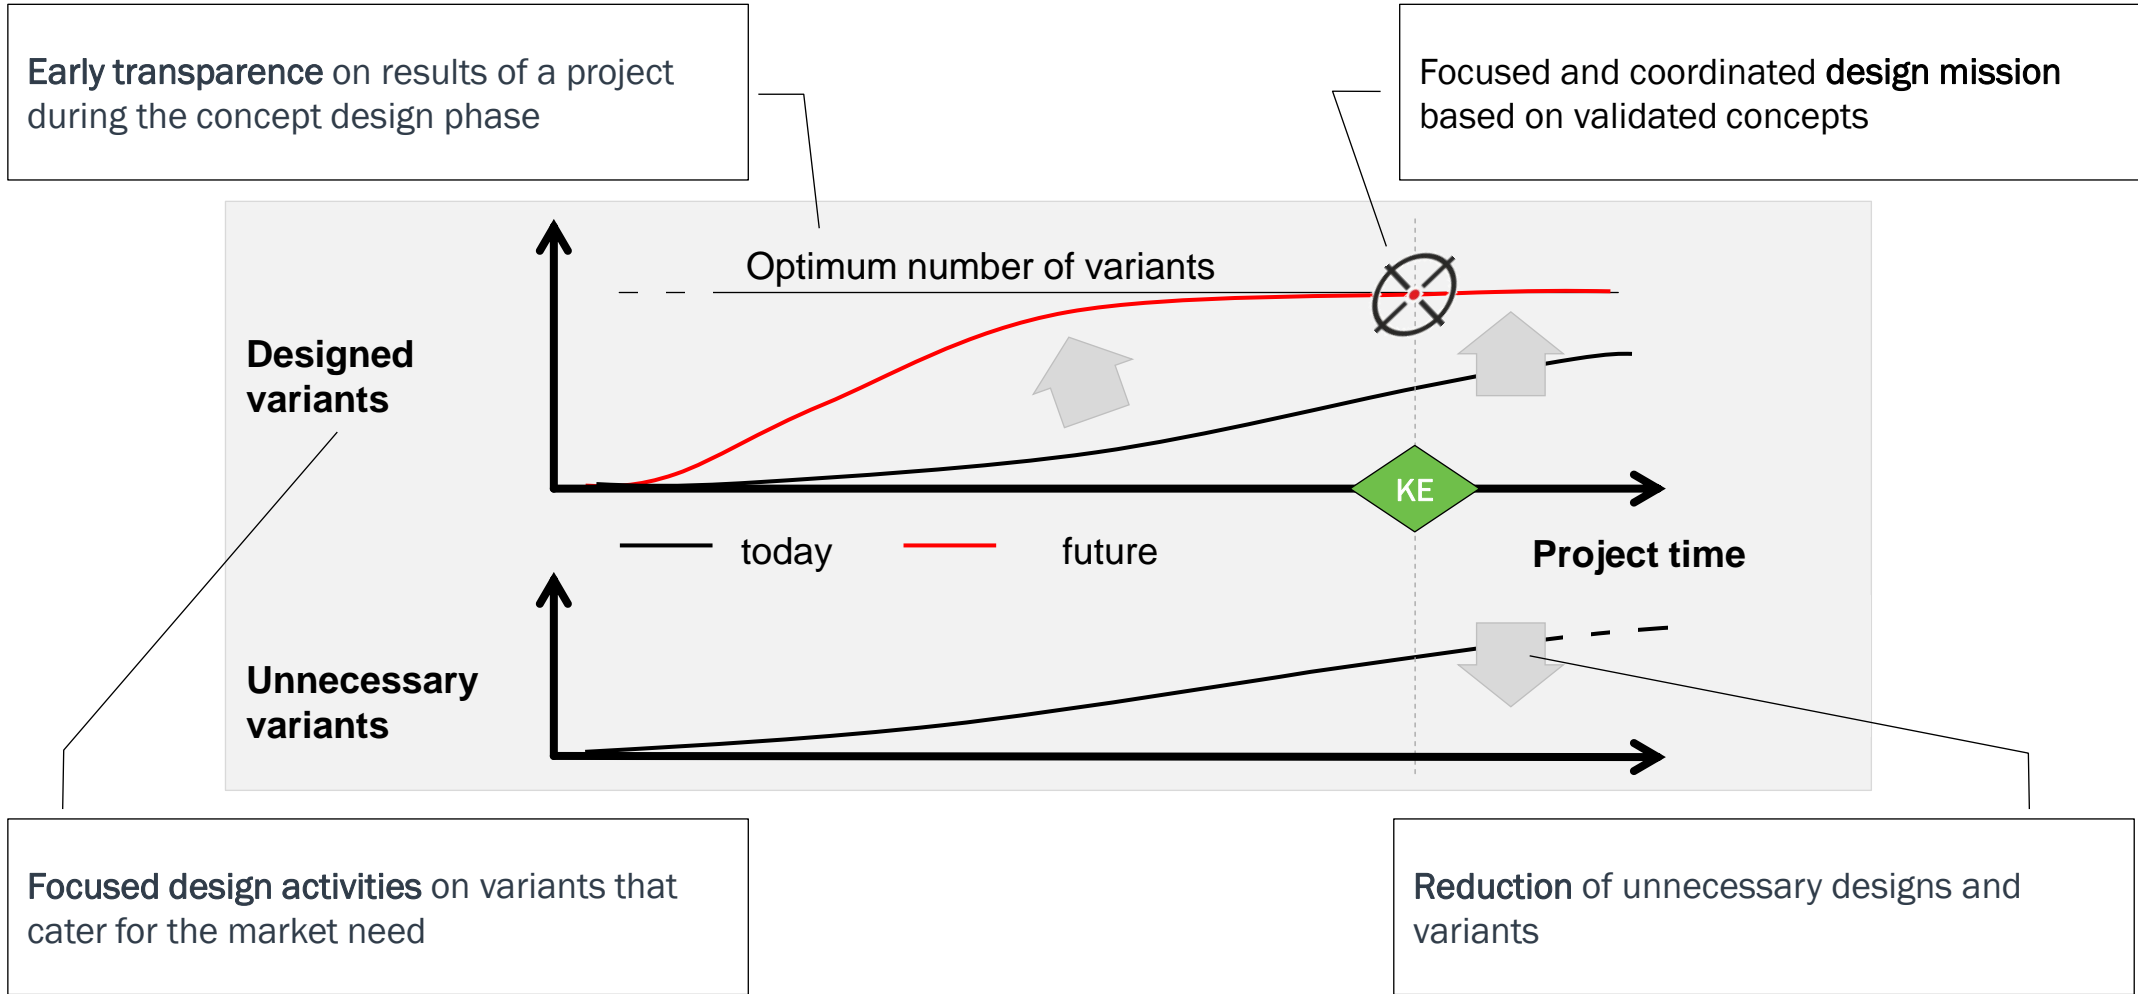 Early transparence on results of a project
during the concept design phase
Focused and coordinated design mission
based on validated concepts
Optimum number of variants
Designed
variants
KE
today
future
Project time
Unnecessary
variants
Focused design activities on variants that
cater for the market need
Reduction of unnecessary designs and
variants